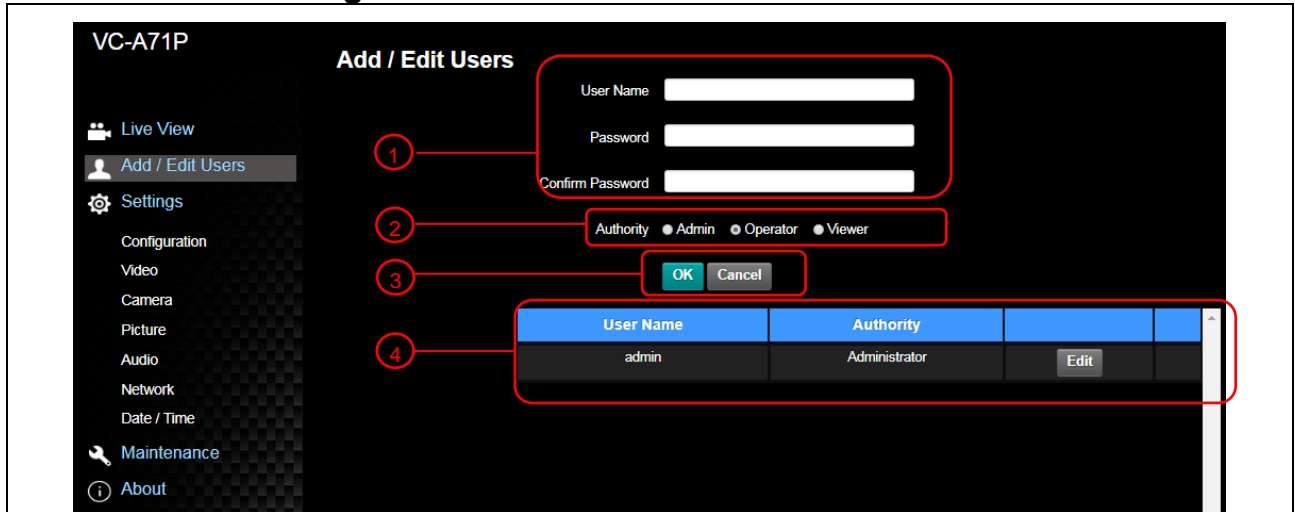 VC-A71P
Live View
Add / Edit Users
Settings
Configuration
Video
Camera
Picture
Audio
Network
Date / Time
Maintenance
About
Add / Edit Users
User Name
Password
Confirm Password
1
Authority Admin Operator Viewer
2
OK Cancel
3
User Name Authority
admin Administrator Edit
4